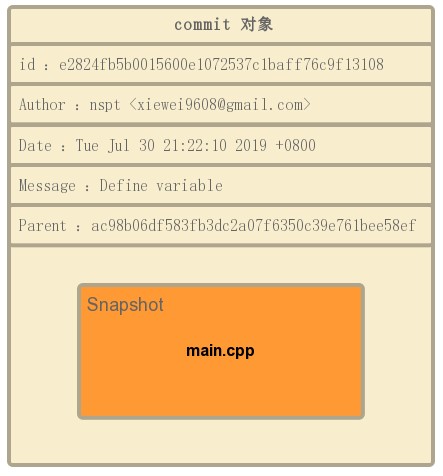 commit 对象
id : e2824fb5b0015600e1072537c1baff76c9f13108
Author : nspt <xiewei9608@gmail.com>
Date : Tue Jul 30 21:22:10 2019 +0800
Message : Define variable
Parent : ac98b06df583fb3dc2a07f6350c39e761bee58ef
Snapshot
main.cpp